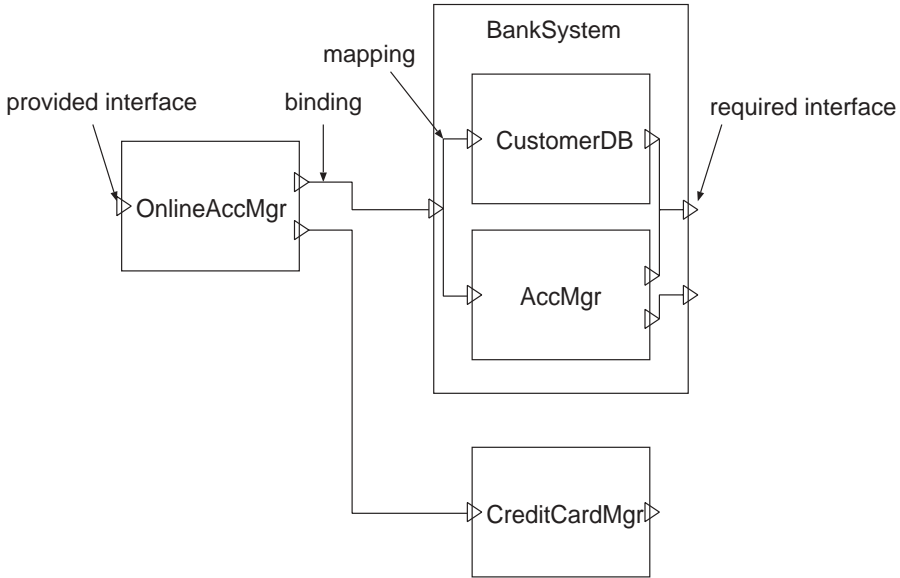 BankSystem
mapping
provided interface
binding
required interface
CustomerDB
OnlineAccMgr
AccMgr
CreditCardMgr